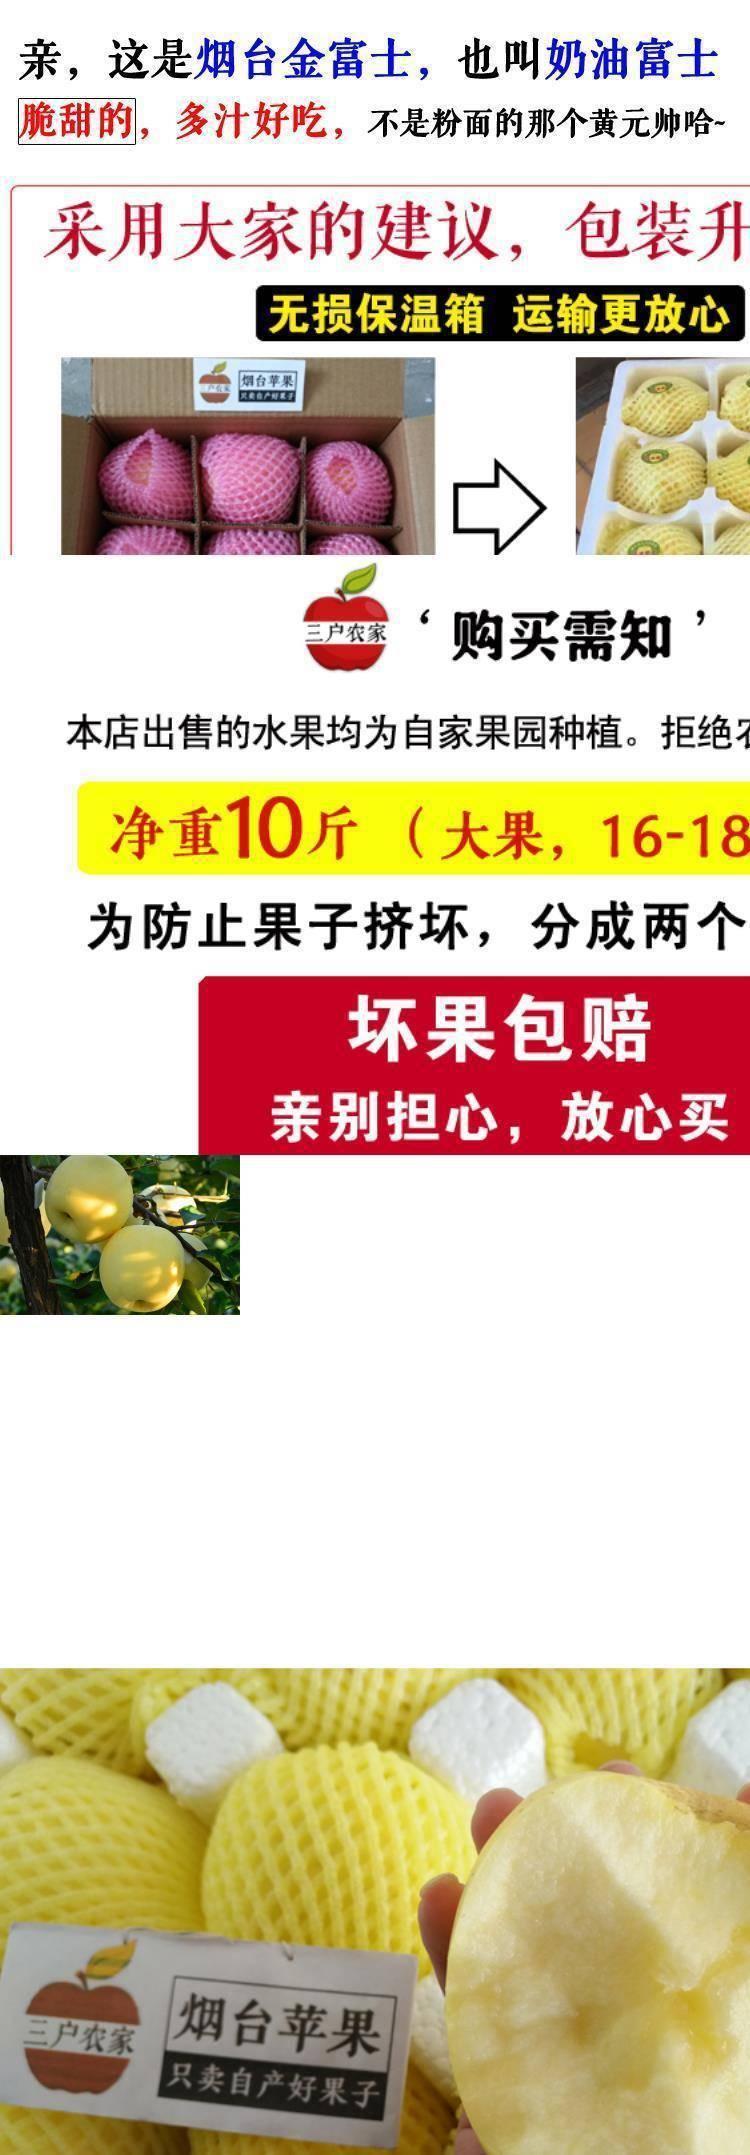 亲，这是烟台金富士，也叫奶油富士
脆甜的，多汁好吃，不是粉面的那个黄元帅哈~
采用大家的建议，包装升
无损保温箱 运输更放心
三户农家
烟台苹果
只卖自产好果子
三户农家
‘购买需知’
本店出售的水果均为自家果园种植。拒绝
净重10斤（大果，16-18
为防止果子挤坏，分成两个
坏果包赔
亲别担心，放心买
三户农家
烟台苹果
只卖自产好果子